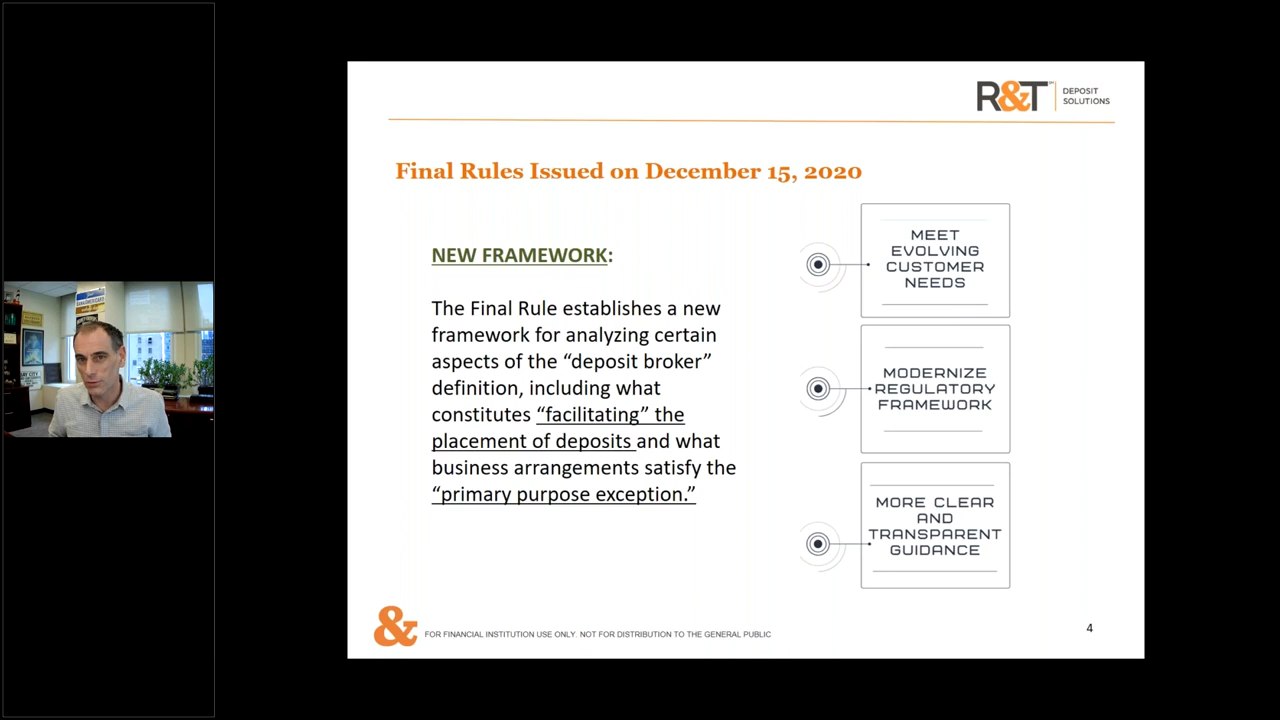 R&T
DEPOSIT
SOLUTIONS
Final Rules Issued on December 15, 2020
NEW FRAMEWORK:
The Final Rule establishes a new
framework for analyzing certain
aspects of the “deposit broker”
definition, including what
constitutes “facilitating” the
placement of deposits and what
business arrangements satisfy the
“primary purpose exception.”
MEET
EVOLVING
CUSTOMER
NEEDS
MODERNIZE
REGULATORY
FRAMEWORK
MORE CLEAR
AND
TRANSPARENT
GUIDANCE
&
FOR FINANCIAL INSTITUTION USE ONLY. NOT FOR DISTRIBUTION TO THE GENERAL PUBLIC
4